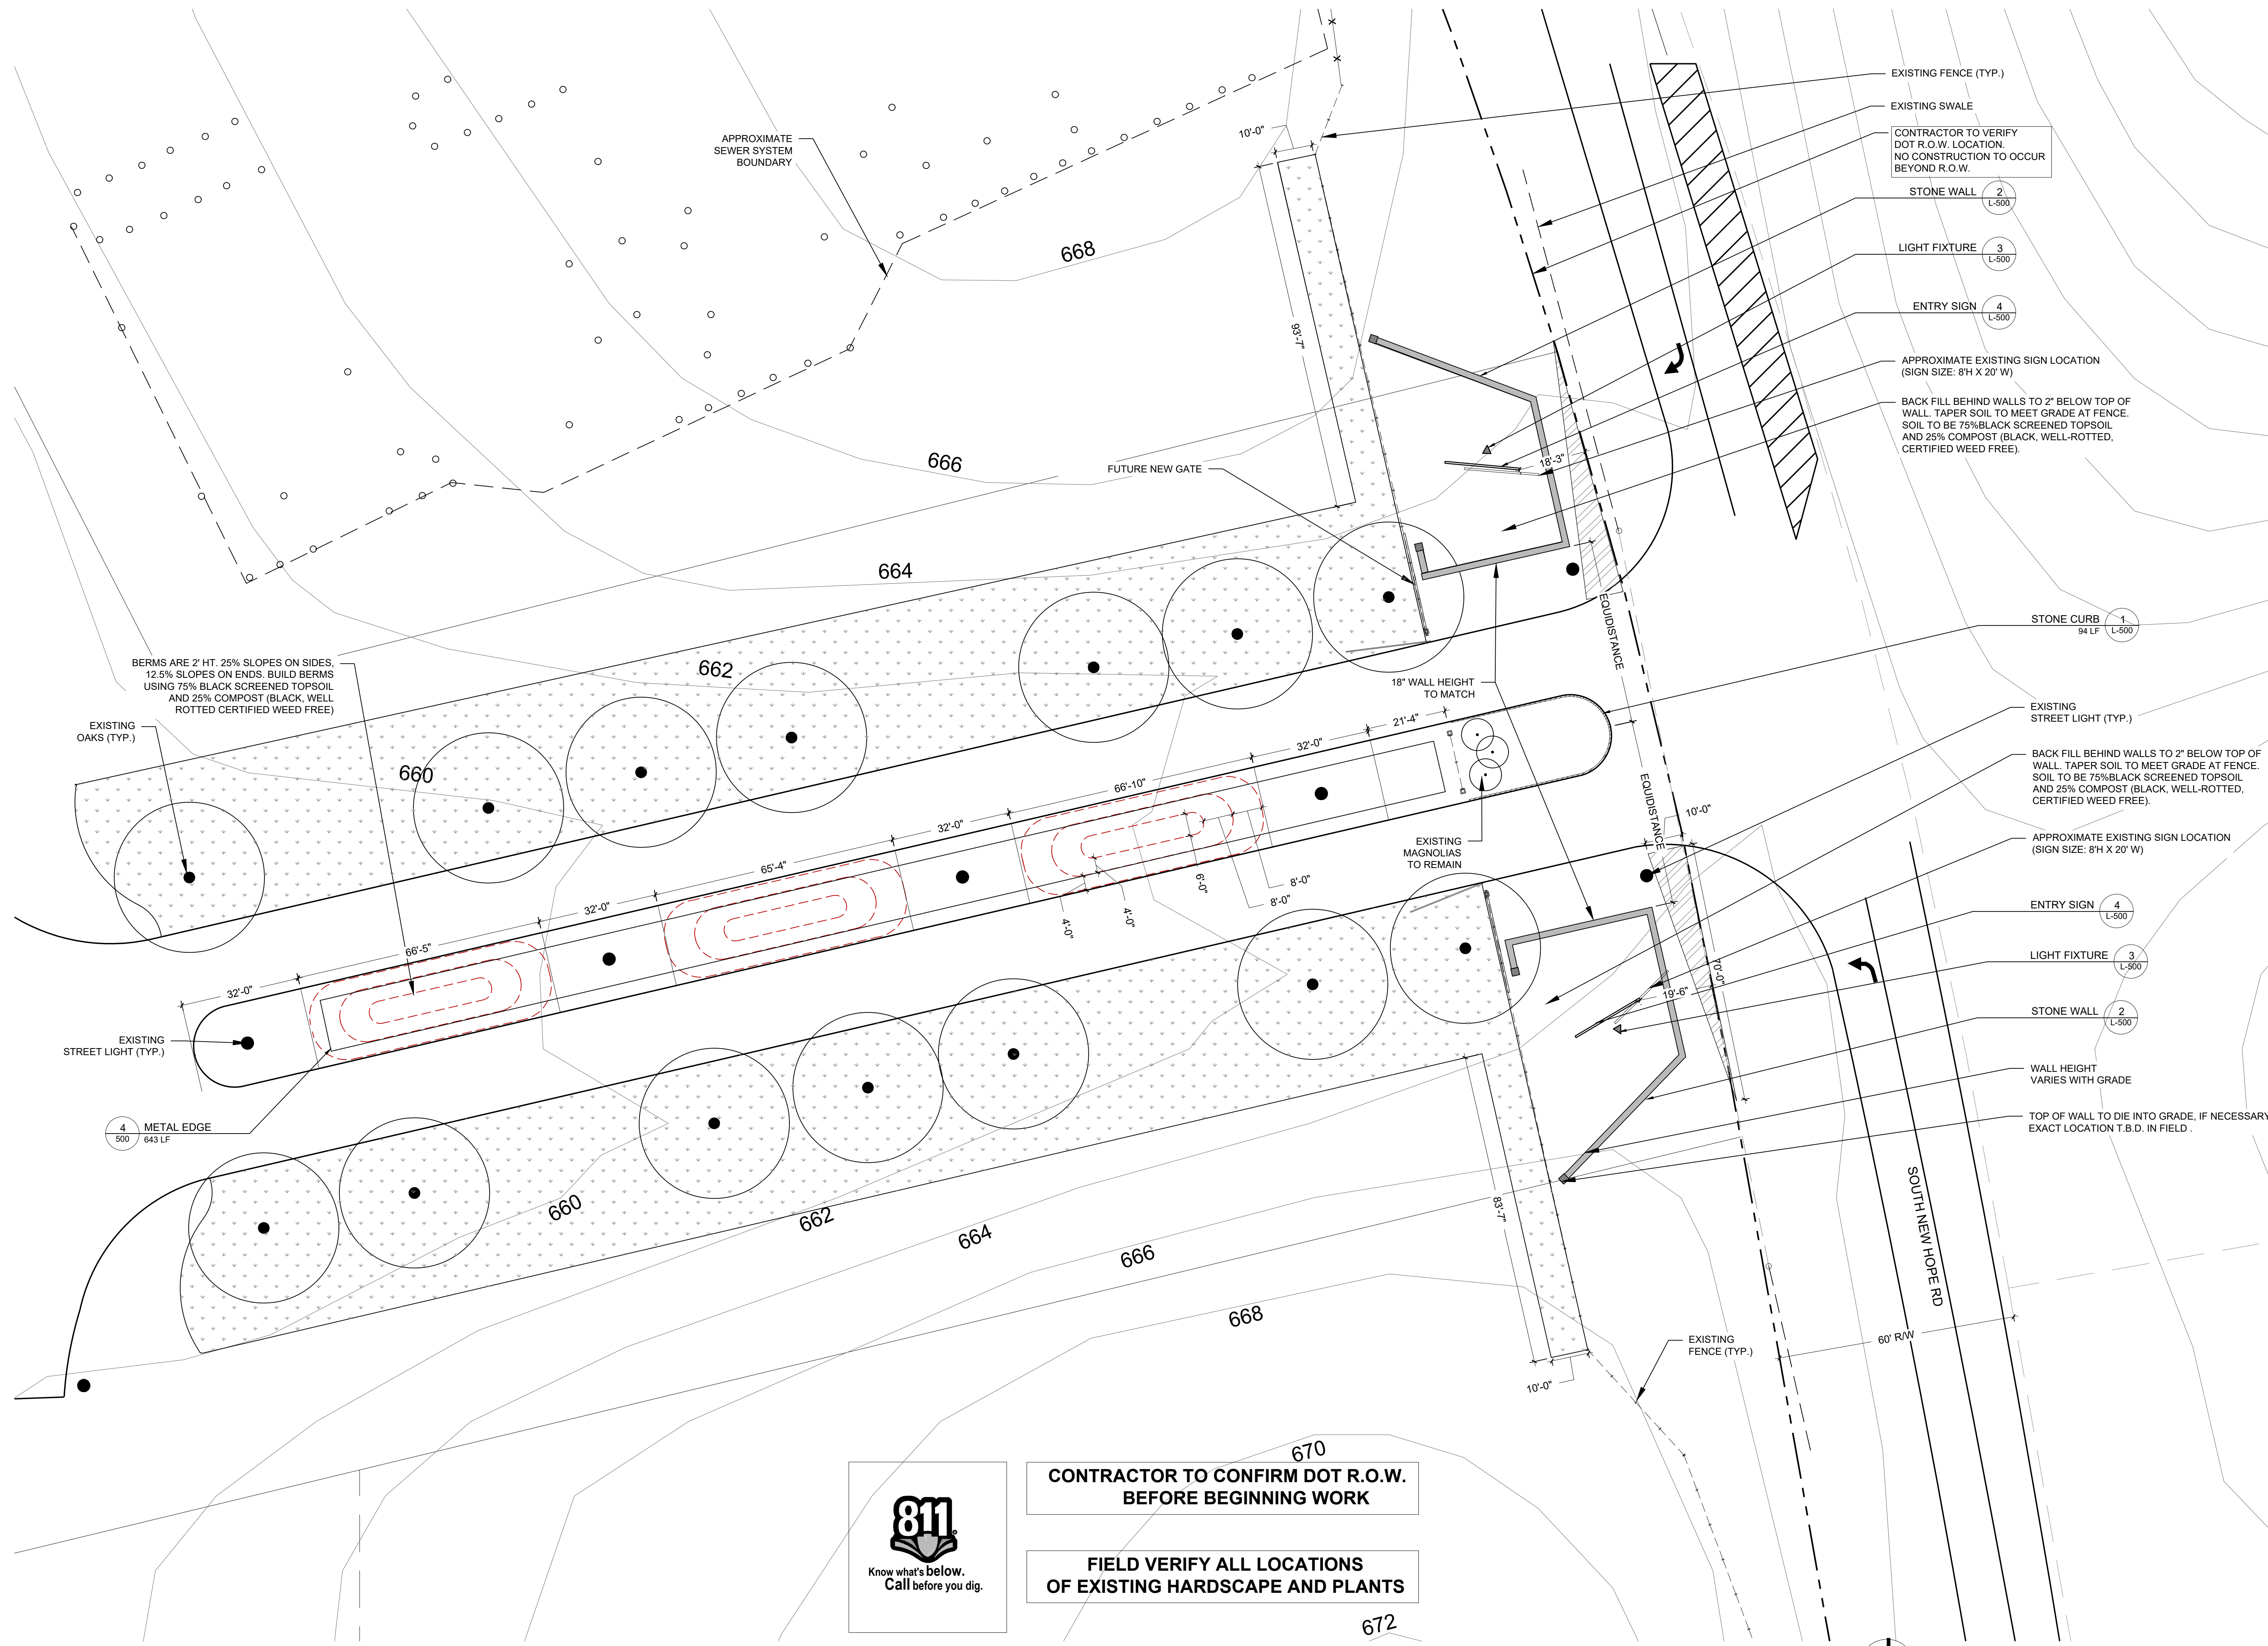 EXISTING FENCE (TYP.)
EXISTING SWALE
CONTRACTOR TO VERIFY
DOT R.O.W. LOCATION.
NO CONSTRUCTION TO OCCUR
BEYOND R.O.W.
STONE WALL
2
L-500
LIGHT FIXTURE
3
L-500
ENTRY SIGN
4
L-500
APPROXIMATE EXISTING SIGN LOCATION
(SIGN SIZE: 8'H X 20' W)
BACK FILL BEHIND WALLS TO 2" BELOW TOP OF
WALL. TAPER SOIL TO MEET GRADE AT FENCE.
SOIL TO BE 75%BLACK SCREENED TOPSOIL
AND 25% COMPOST (BLACK, WELL-ROTTED,
CERTIFIED WEED FREE).
APPROXIMATE
SEWER SYSTEM
BOUNDARY
10'-0"
X
X
668
93'-7"
666
FUTURE NEW GATE
18'-3"
664
662
EQUIDISTANCE
STONE CURB
94 LF
1
L-500
BERMS ARE 2' HT. 25% SLOPES ON SIDES,
12.5% SLOPES ON ENDS. BUILD BERMS
USING 75% BLACK SCREENED TOPSOIL
AND 25% COMPOST (BLACK, WELL
ROTTED CERTIFIED WEED FREE)
EXISTING
OAKS (TYP.)
660
18" WALL HEIGHT
TO MATCH
21'-4"
32'-0"
66'-10"
32'-0"
65'-4"
32'-0"
66'-5"
32'-0"
EXISTING
STREET LIGHT (TYP.)
BACK FILL BEHIND WALLS TO 2" BELOW TOP OF
WALL. TAPER SOIL TO MEET GRADE AT FENCE.
SOIL TO BE 75%BLACK SCREENED TOPSOIL
AND 25% COMPOST (BLACK, WELL-ROTTED,
CERTIFIED WEED FREE).
EQUIDISTANCE
10'-0"
EXISTING
MAGNOLIAS
TO REMAIN
APPROXIMATE EXISTING SIGN LOCATION
(SIGN SIZE: 8'H X 20' W)
8'-0"
8'-0"
6'-0"
4'-0"
4'-0"
ENTRY SIGN
4
L-500
LIGHT FIXTURE
3
L-500
STONE WALL
2
L-500
70'-0"
19'-6"
EXISTING
STREET LIGHT (TYP.)
WALL HEIGHT
VARIES WITH GRADE
TOP OF WALL TO DIE INTO GRADE, IF NECESSARY
EXACT LOCATION T.B.D. IN FIELD .
4
500
METAL EDGE
643 LF
660
662
664
666
668
83'-7"
10'-0"
SOUTH NEW HOPE RD
60' R/W
EXISTING
FENCE (TYP.)
670
672
811
Know what's below.
Call before you dig.
CONTRACTOR TO CONFIRM DOT R.O.W.
BEFORE BEGINNING WORK
FIELD VERIFY ALL LOCATIONS
OF EXISTING HARDSCAPE AND PLANTS